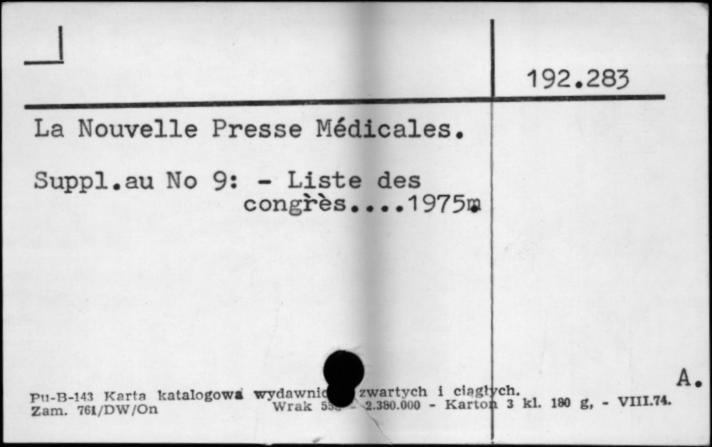 192.283
La Nouvelle Presse Médicales.
Suppl.au No 9: - Liste des
congrès....1975.
A.
Pu-B-143 Karta katalogowa zwartych i ciągłych.
Zam. 761/DW/On Wrak - 2.380.000 - Karton 3 kl. 180 g, - VIII.74.